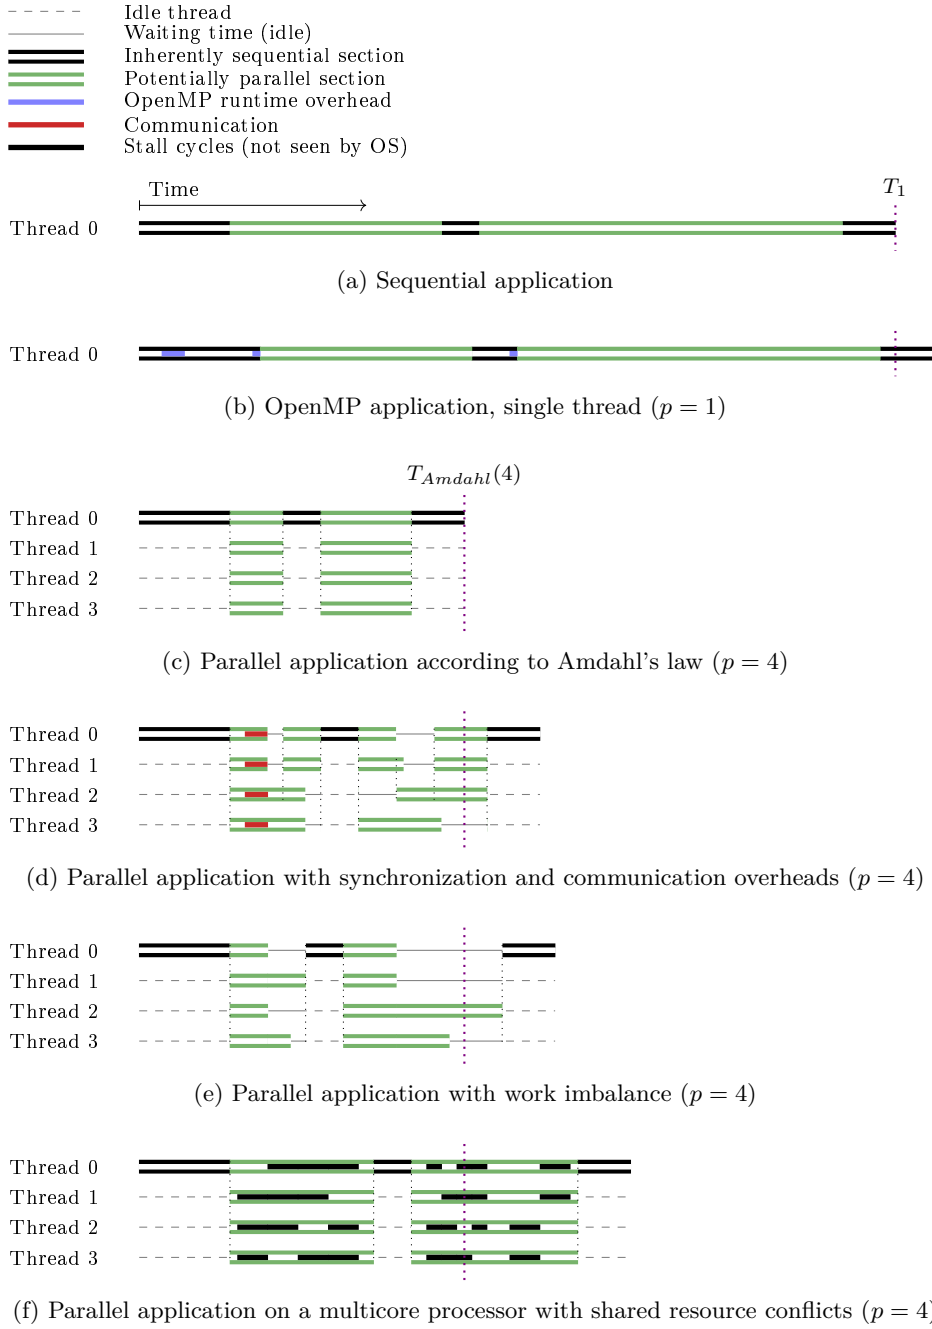 Idle thread
Waiting time (idle)
Inherently sequential section
Potentially parallel section
OpenMP runtime overhead
Communication
Stall cycles (not seen by OS)
Time
T1
Thread 0
(a) Sequential application
Thread 0
(b) OpenMP application, single thread (p = 1)
TAmdahl(4)
Thread 0
Thread 1
Thread 2
Thread 3
(c) Parallel application according to Amdahl's law (p = 4)
Thread 0
Thread 1
Thread 2
Thread 3
(d) Parallel application with synchronization and communication overheads (p = 4)
Thread 0
Thread 1
Thread 2
Thread 3
(e) Parallel application with work imbalance (p = 4)
Thread 0
Thread 1
Thread 2
Thread 3
(f) Parallel application on a multicore processor with shared resource conflicts (p = 4)